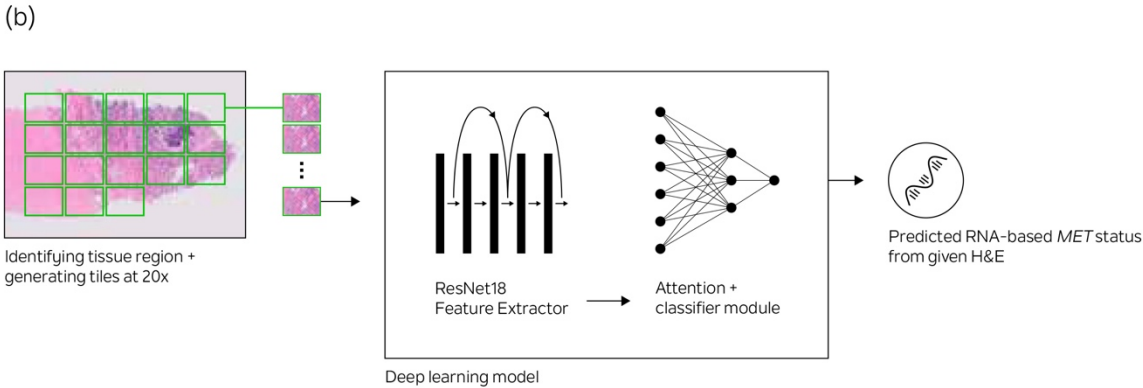 (b)
Identifying tissue region +
generating tiles at 20x
ResNet18
Feature Extractor
Attention +
classifier module
Deep learning model
Predicted RNA-based MET status
from given H&E